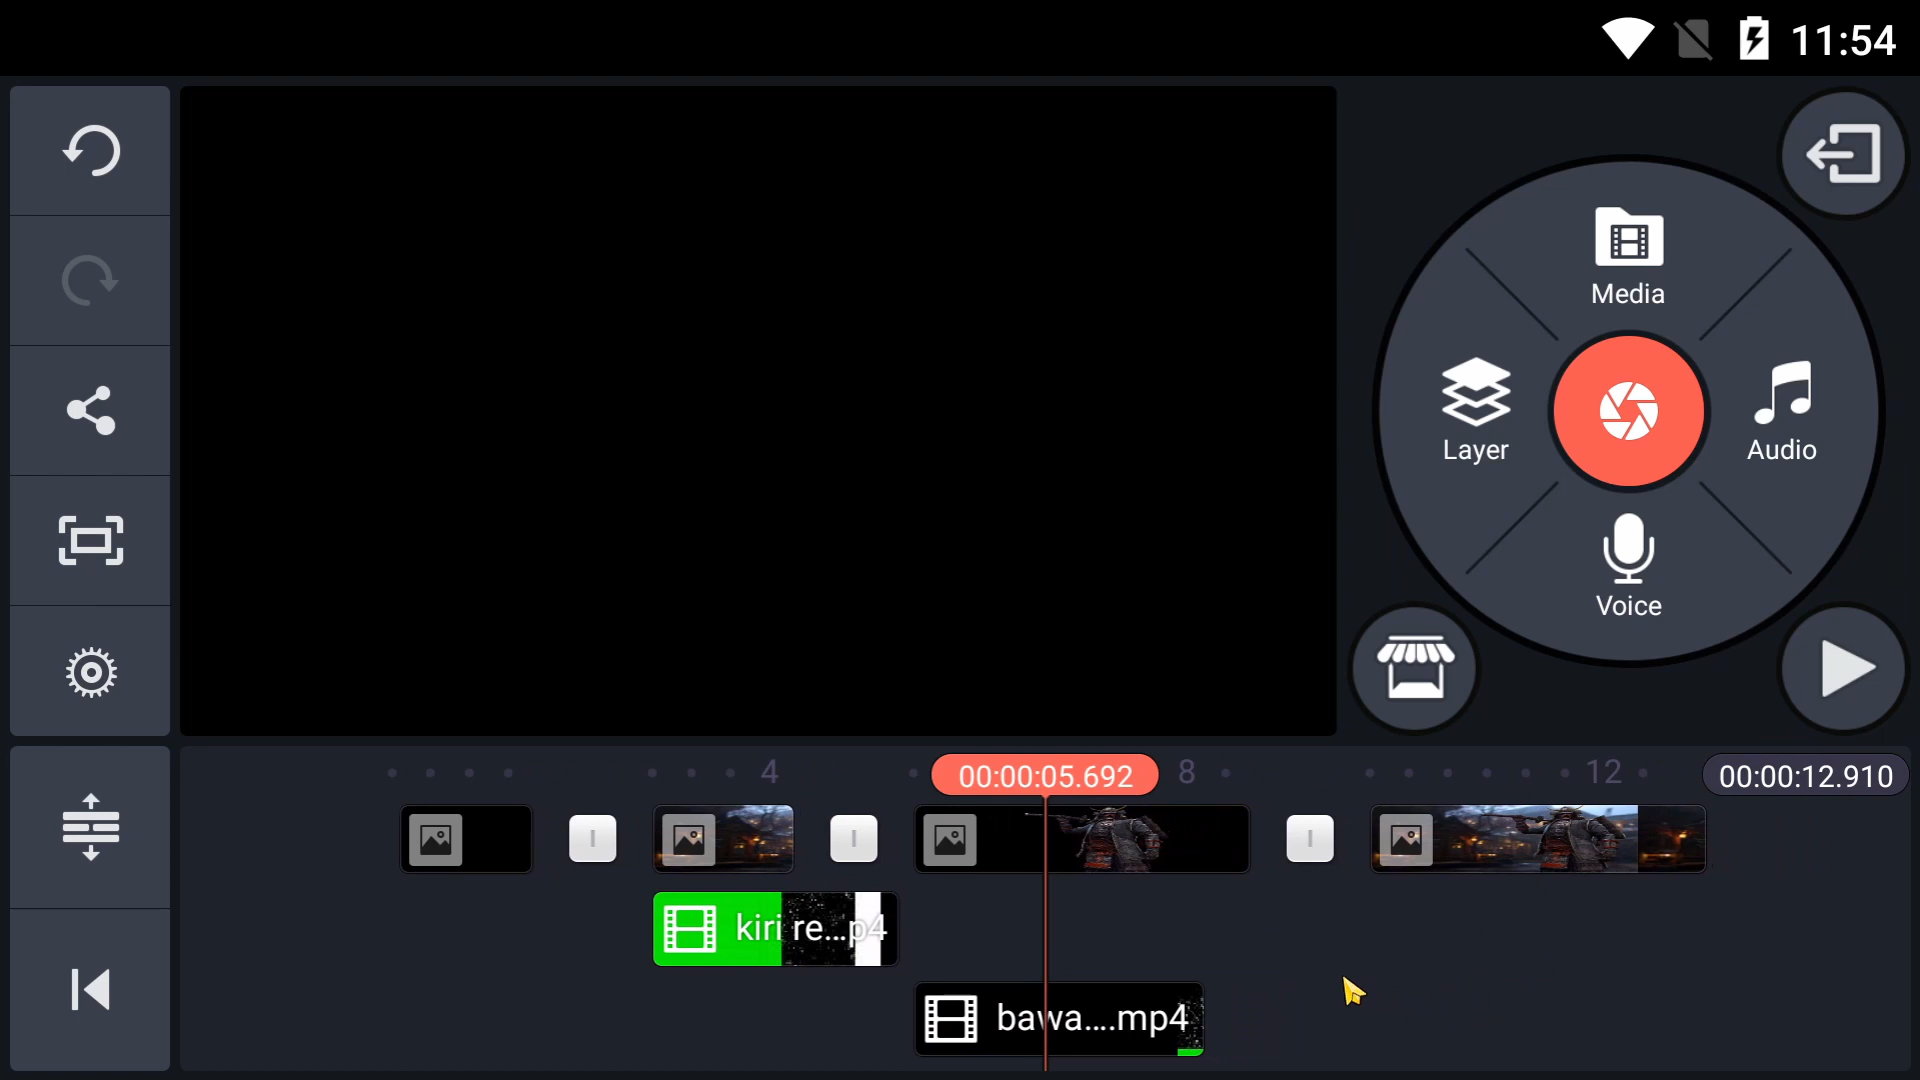 11:54
Media
Layer
Audio
Voice
4
00:00:05.692
8
12
00:00:12.910
kiri re...p4
bawa....mp4